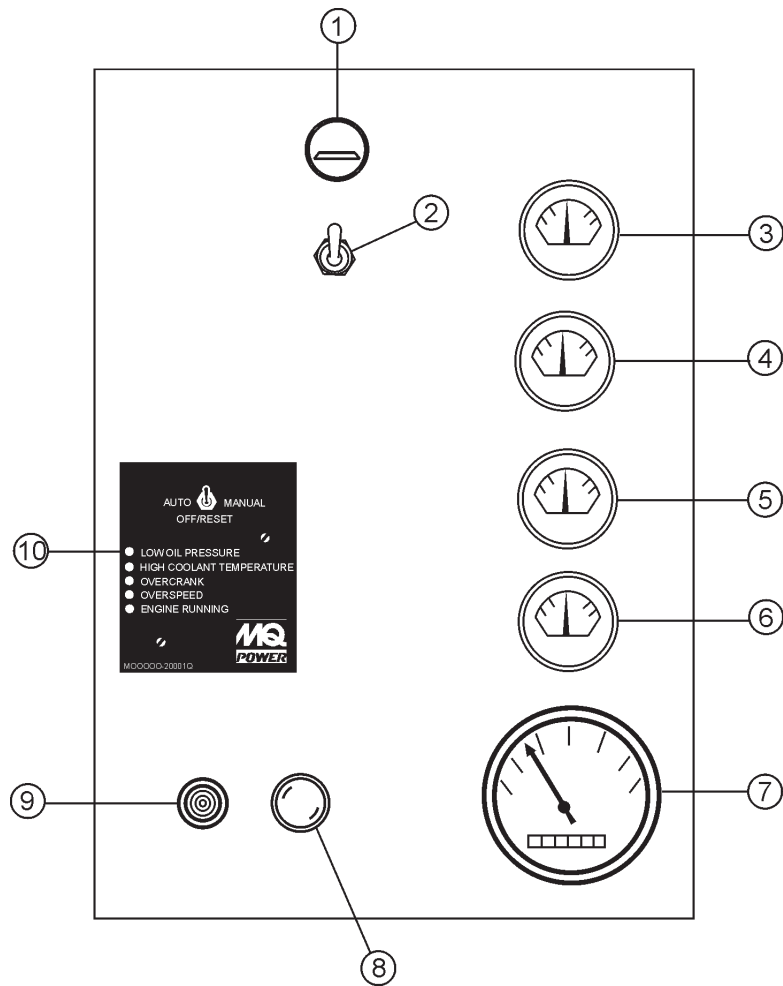 1
2
3
4
AUTO MANUAL
OFF/RESET
5
10
LOW OIL PRESSURE
HIGH COOLANT TEMPERATURE
OVERCRANK
OVERSPEED
ENGINE RUNNING
6
MQ
POWER
MOOOOO-20001Q
7
9
8